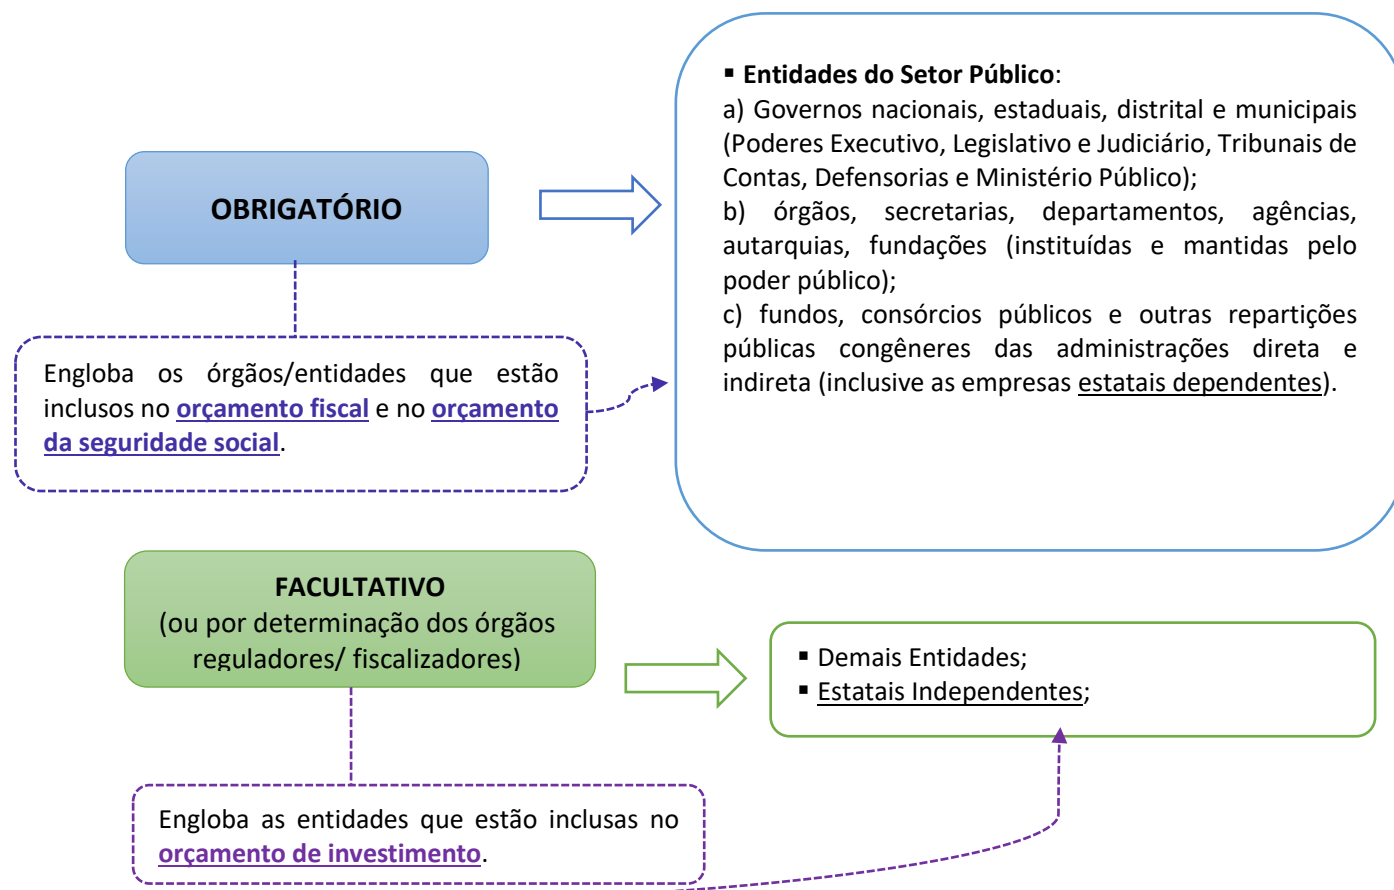 ▪ Entidades do Setor Público:
a) Governos nacionais, estaduais, distrital e municipais
(Poderes Executivo, Legislativo e Judiciário, Tribunais de
Contas, Defensorias e Ministério Público);
b) órgãos, secretarias, departamentos, agências,
autarquias, fundações (instituídas e mantidas pelo
poder público);
c) fundos, consórcios públicos e outras repartições
públicas congêneres das administrações direta e
indireta (inclusive as empresas estatais dependentes).
OBRIGATÓRIO
Engloba os órgãos/entidades que estão
inclusos no orçamento fiscal e no orçamento
da seguridade social.
FACULTATIVO
(ou por determinação dos órgãos
reguladores/ fiscalizadores)
▪ Demais Entidades;
▪ Estatais Independentes;
Engloba as entidades que estão inclusas no
orçamento de investimento.